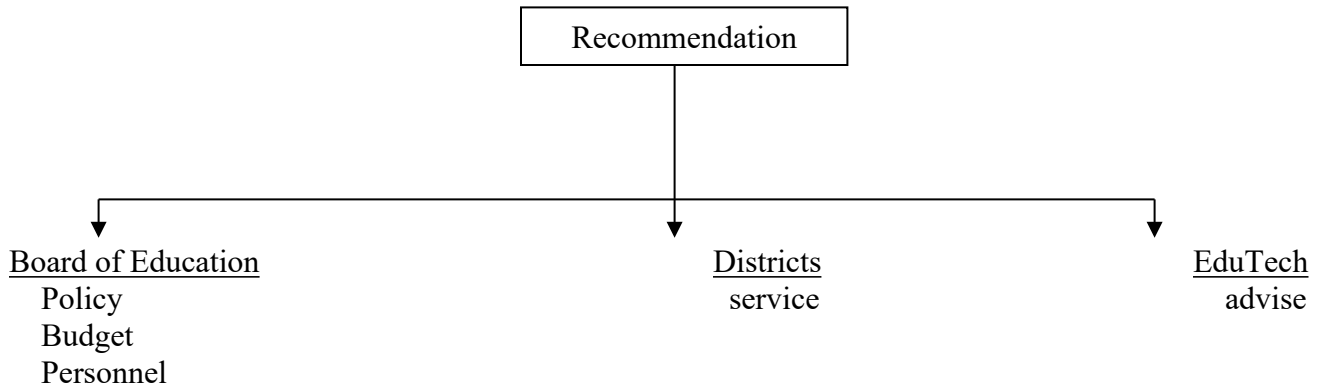 Recommendation
Board of Education
Policy
Budget
Personnel
Districts
service
EduTech
advise